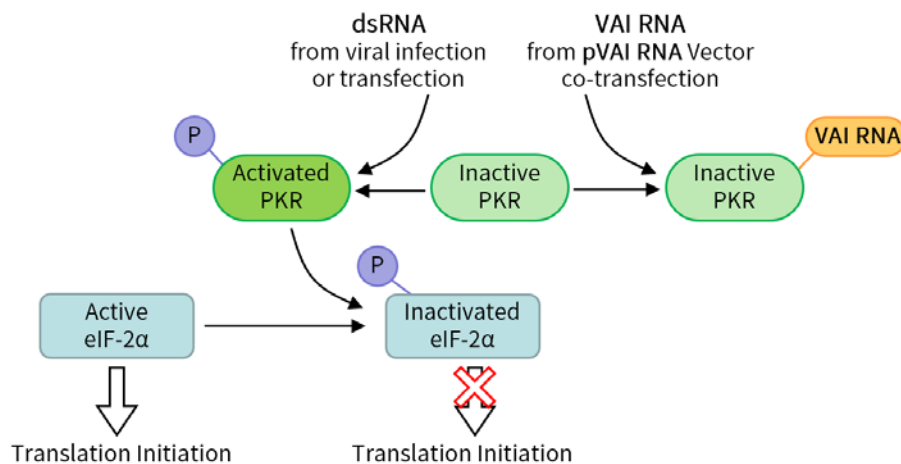 dsRNA
from viral infection
or transfection
VAI RNA
from pVAI RNA Vector
co-transfection
P
Activated
PKR
Inactive
PKR
Inactive
PKR
VAI RNA
P
Active
eIF-2α
Inactivated
eIF-2α
Translation Initiation
Translation Initiation